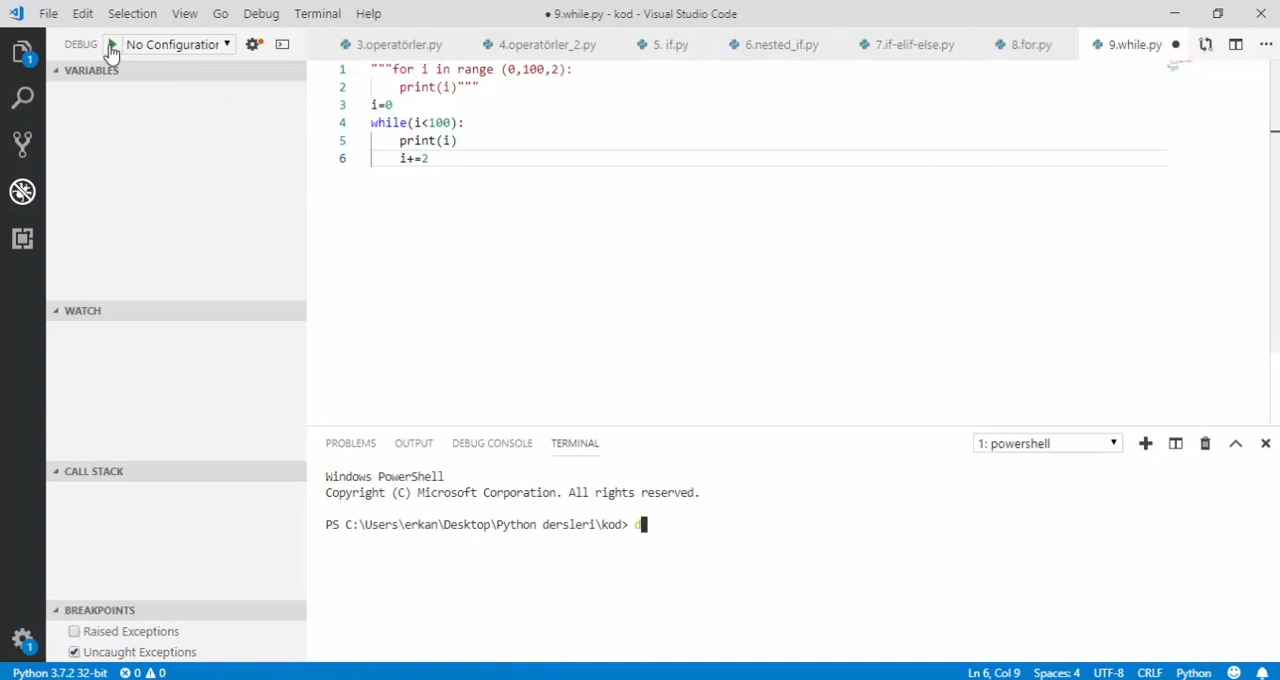 File Edit Selection View Go Debug Terminal Help
● 9.while.py - kod - Visual Studio Code
DEBUG No Configuration
3.operatörler.py 4.operatörler_2.py 5. if.py 6.nested_if.py 7.if-elif-else.py 8.for.py 9.while.py
1
VARIABLES
1 """for i in range (0,100,2):
2 print(i)"""
3 i=0
4 while(i<100):
5 print(i)
6 i+=2
WATCH
CALL STACK
BREAKPOINTS
Raised Exceptions
Uncaught Exceptions
PROBLEMS OUTPUT DEBUG CONSOLE TERMINAL
1: powershell
Windows PowerShell
Copyright (C) Microsoft Corporation. All rights reserved.
PS C:\Users\erkan\Desktop\Python dersleri\kod> d
1
Python 3.7.2 32-bit 0 0 Ln 6, Col 9 Spaces: 4 UTF-8 CRLF Python